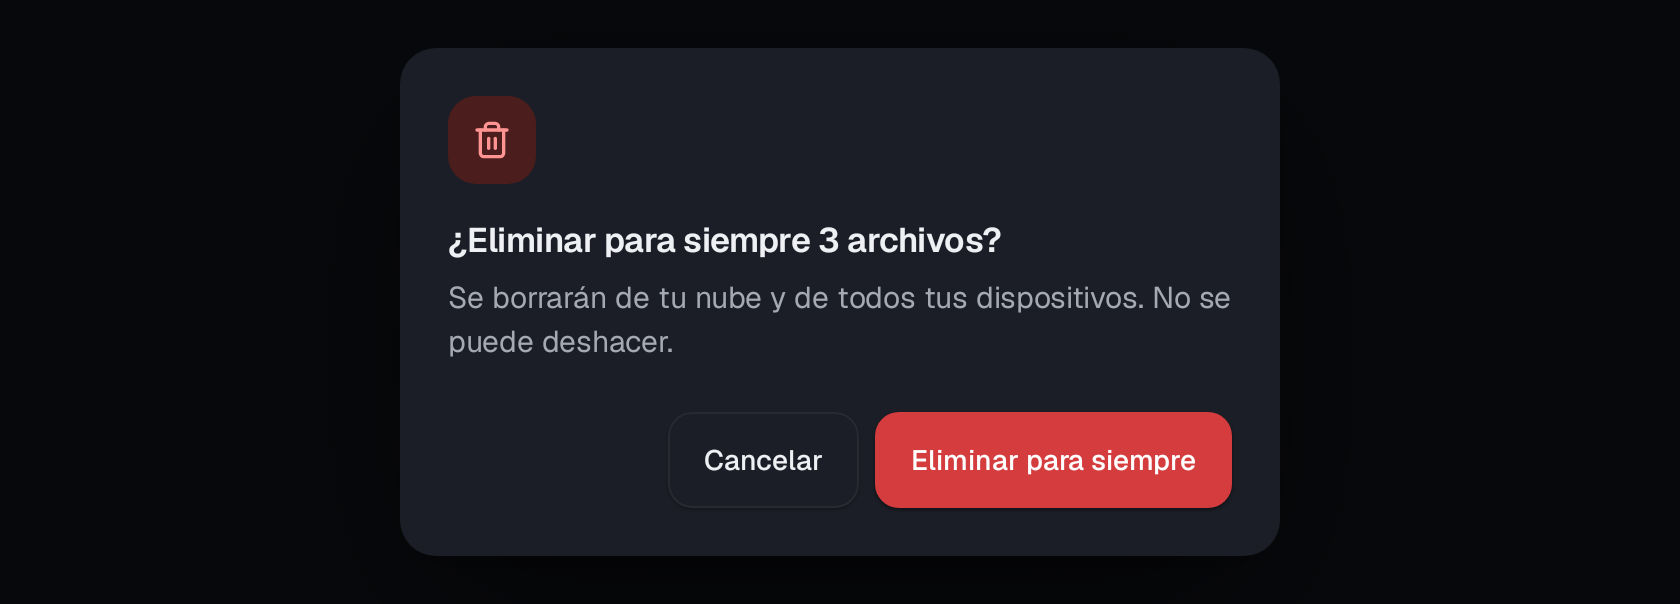 ¿Eliminar para siempre 3 archivos?
Se borrarán de tu nube y de todos tus dispositivos. No se
puede deshacer.
Cancelar
Eliminar para siempre